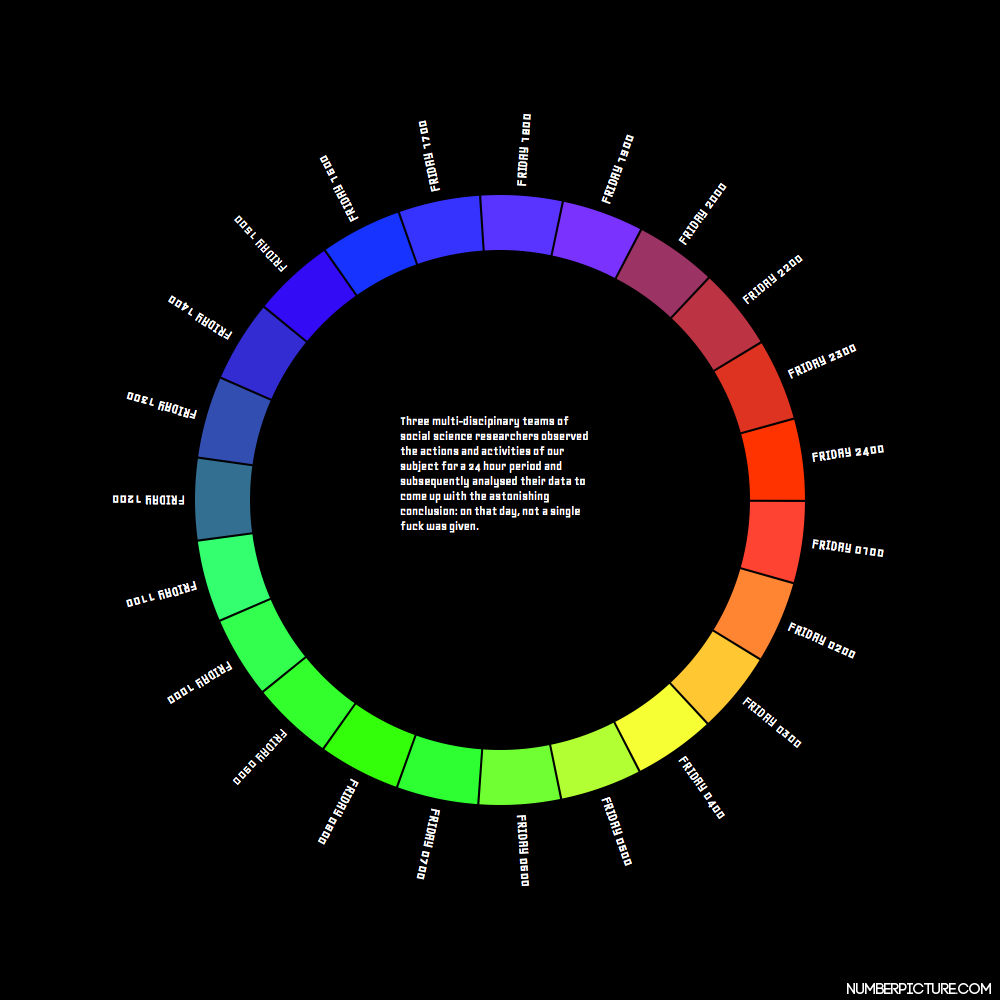 Three multi-discipinary teams of
social science researchers observed
the actions and activities of our
subject for a 24 hour period and
subsequently analysed their data to
come up with the astonishing
conclusion: on that day, not a single
fuck was given.
FRIDAY 0100
FRIDAY 0200
FRIDAY 0300
FRIDAY 0400
FRIDAY 0500
FRIDAY 0600
FRIDAY 0700
FRIDAY 0800
FRIDAY 0900
FRIDAY 1000
FRIDAY 1100
FRIDAY 1200
FRIDAY 1300
FRIDAY 1400
FRIDAY 1500
FRIDAY 1600
FRIDAY 1700
FRIDAY 1800
FRIDAY 1900
FRIDAY 2000
FRIDAY 2200
FRIDAY 2300
FRIDAY 2400
NUMBERPICTURE.COM